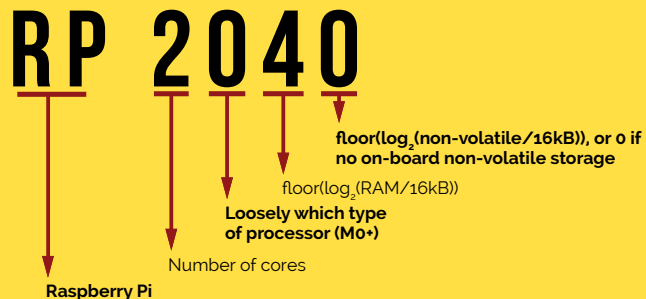 RP 2040
floor(log₂(non-volatile/16kB)), or 0 if
no on-board non-volatile storage
floor(log₂(RAM/16kB))
Loosely which type
of processor (M0+)
Number of cores
Raspberry Pi